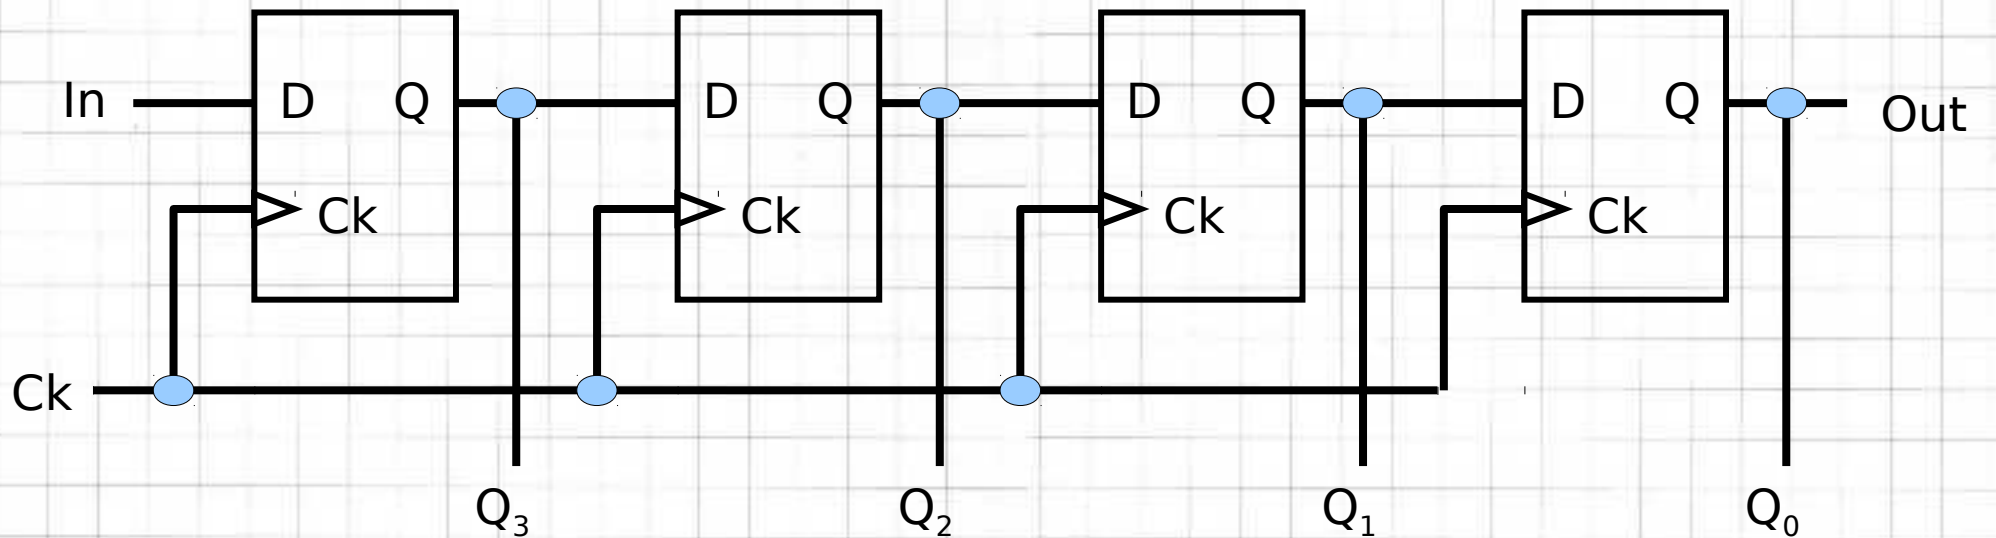 In D Q D Q D Q D Q Out
Ck Ck Ck Ck
Ck
Q₃ Q₂ Q₁ Q₀